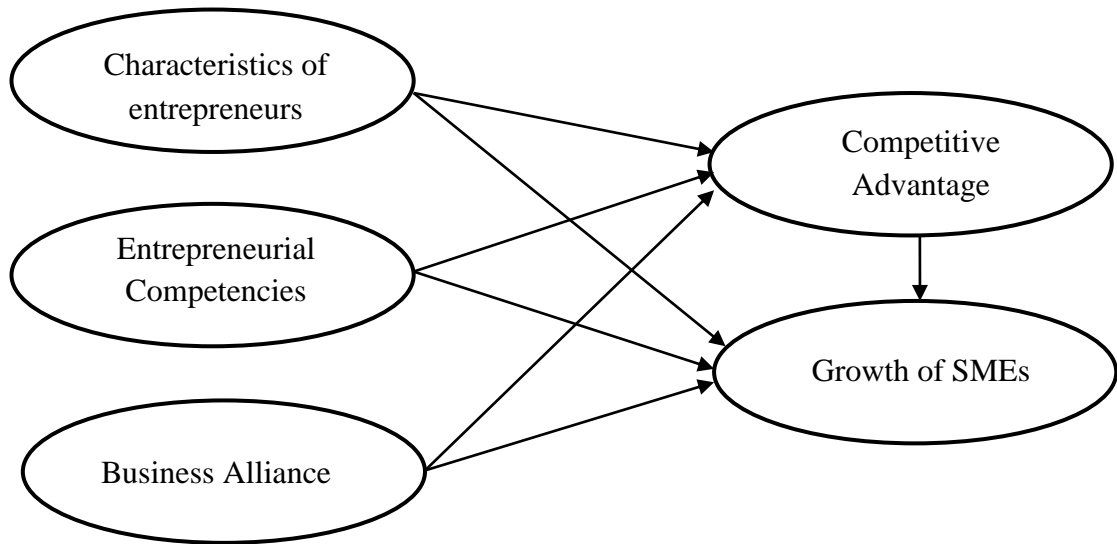 Characteristics of
entrepreneurs
Competitive
Advantage
Entrepreneurial
Competencies
Growth of SMEs
Business Alliance